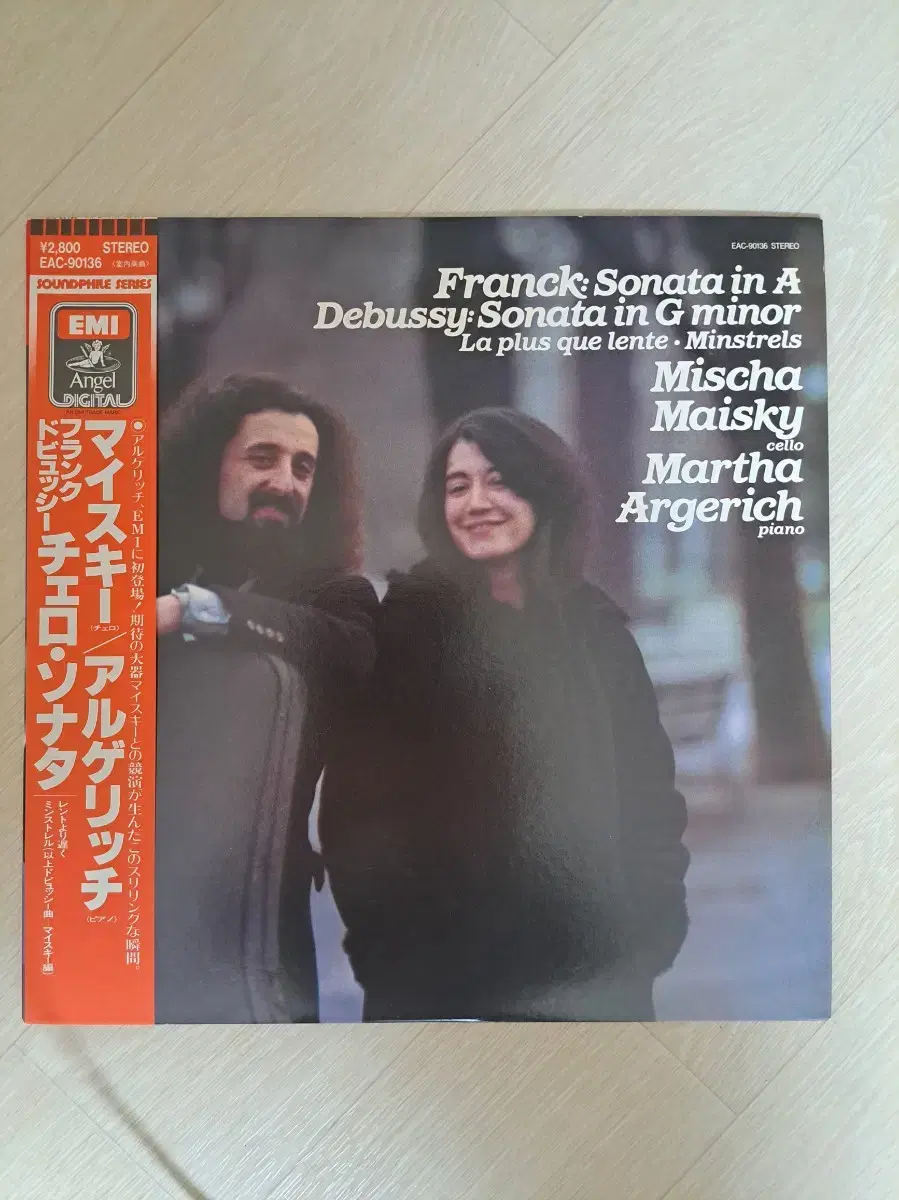 ¥2,800 STEREO
EAC-90136 〈室内楽曲〉
SOUNDPHILE SERIES
EMI
Angel
DIGITAL
●アルゲリッチ、EMIに初登場!期待の大器マイスキーとの競演が生んだこのスリリングな瞬間。
マイスキー(チェロ)/アルゲリッチ(ピアノ)
フランク
ドビュッシー
チェロ・ソナタ
レントより遅く
ミンストレル(以上ドビュッシー曲 マイスキー編)
EAC-90136 STEREO
Franck: Sonata in A
Debussy: Sonata in G minor
La plus que lente • Minstrels
Mischa
Maisky
cello
Martha
Argerich
piano